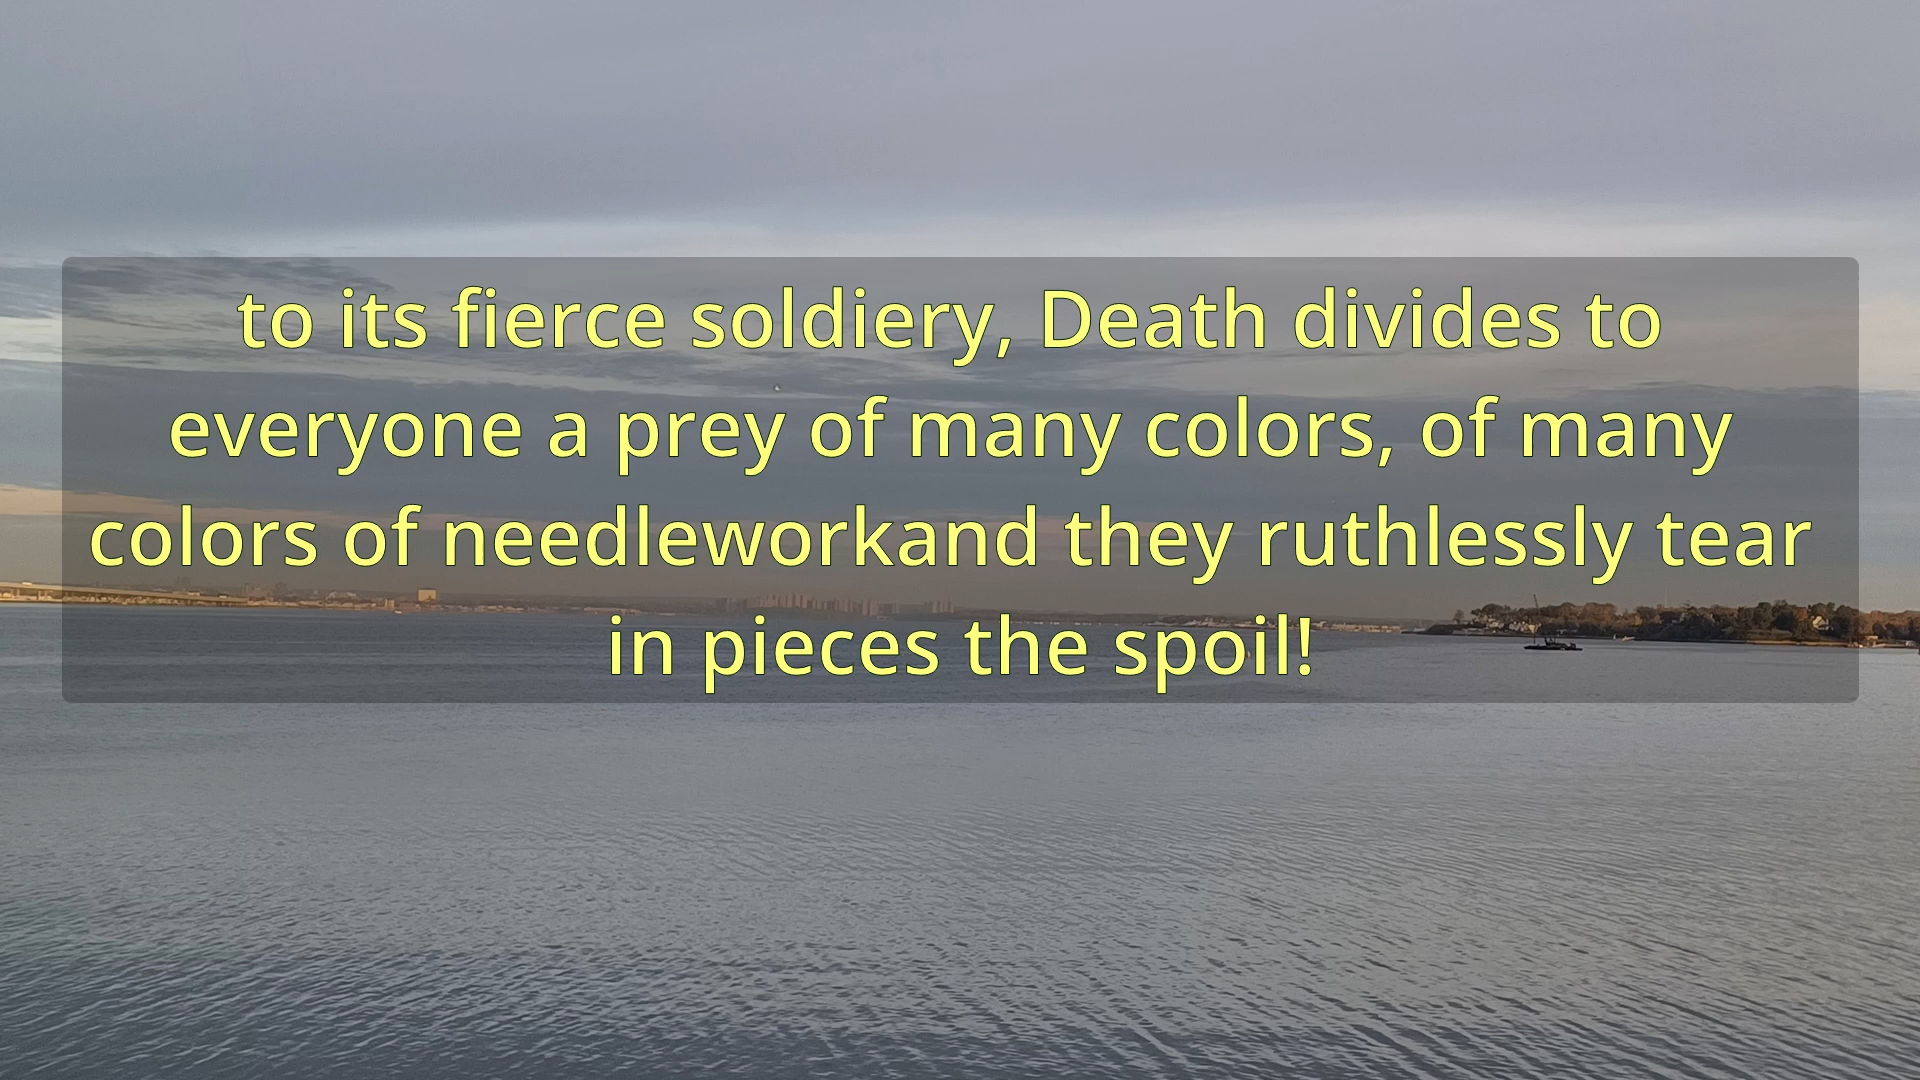 to its fierce soldiery, Death divides to
everyone a prey of many colors, of many
colors of needleworkand they ruthlessly tear
in pieces the spoil!